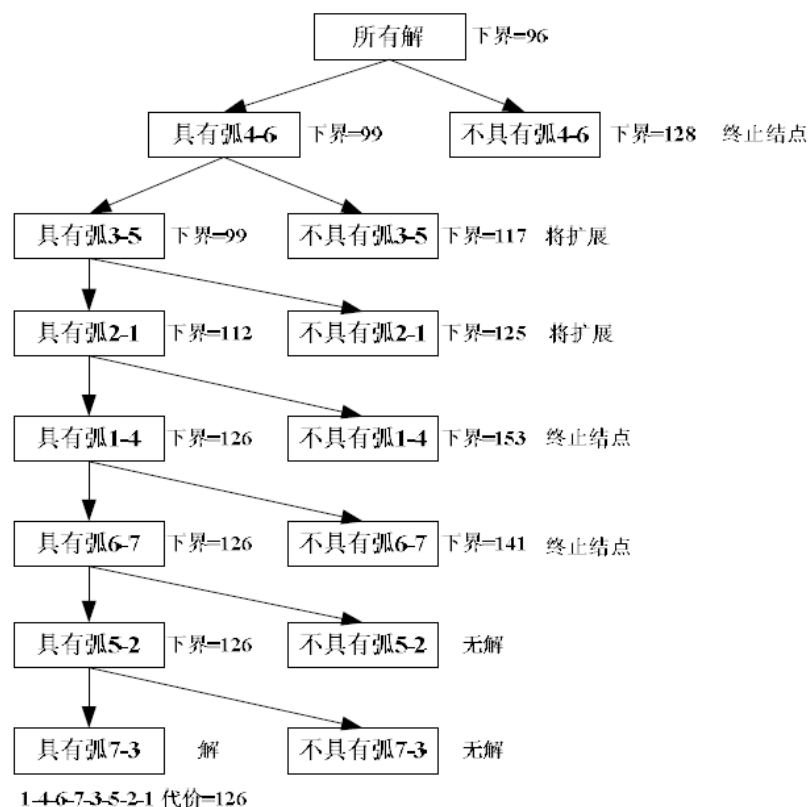 所有解 下界=96
具有弧4-6 下界=99 不具有弧4-6 下界=128 终止结点
具有弧3-5 下界=99 不具有弧3-5 下界=117 将扩展
具有弧2-1 下界=112 不具有弧2-1 下界=125 将扩展
具有弧1-4 下界=126 不具有弧1-4 下界=153 终止结点
具有弧6-7 下界=126 不具有弧6-7 下界=141 终止结点
具有弧5-2 下界=126 不具有弧5-2 无解
具有弧7-3 解 不具有弧7-3 无解
1-4-6-7-3-5-2-1 代价=126